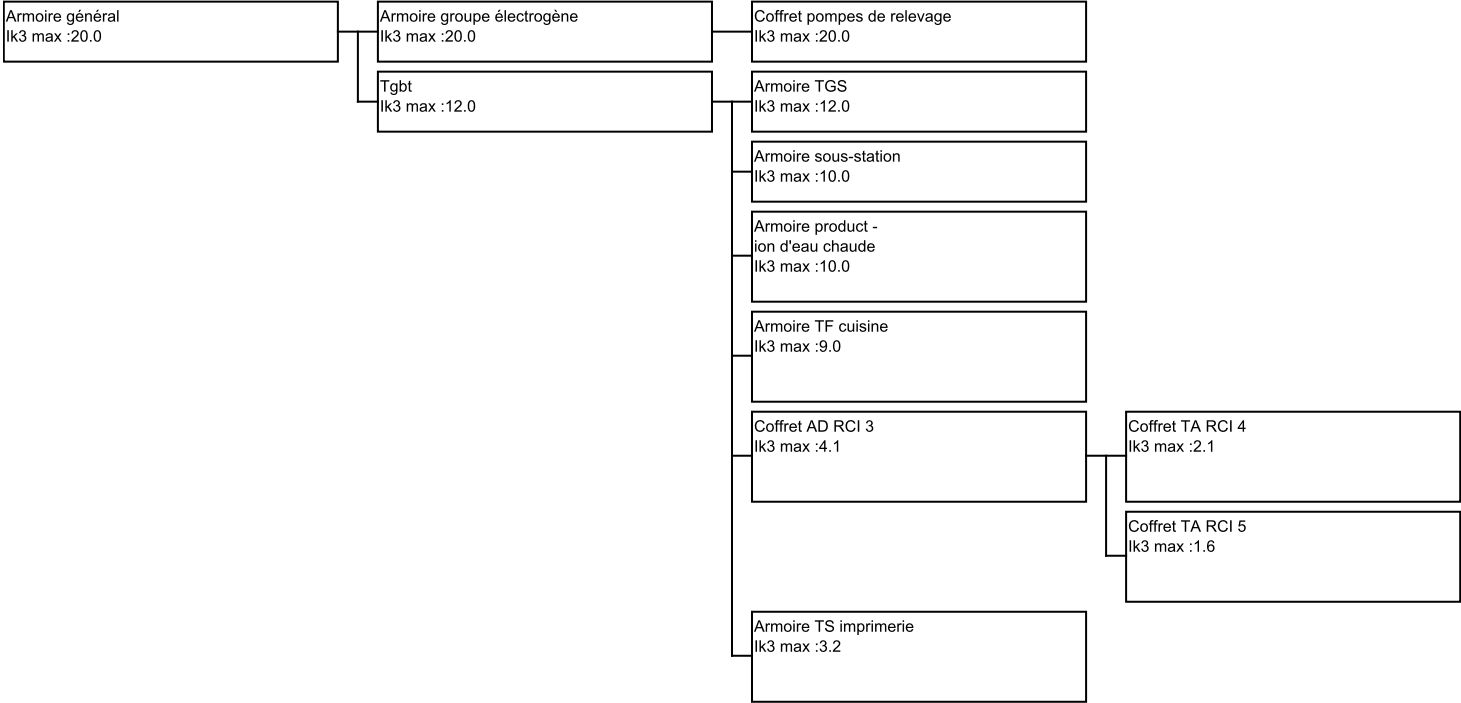 Armoire général
Ik3 max :20.0
Armoire groupe électrogène
Ik3 max :20.0
Coffret pompes de relevage
Ik3 max :20.0
Tgbt
Ik3 max :12.0
Armoire TGS
Ik3 max :12.0
Armoire sous-station
Ik3 max :10.0
Armoire product -
ion d'eau chaude
Ik3 max :10.0
Armoire TF cuisine
Ik3 max :9.0
Coffret AD RCI 3
Ik3 max :4.1
Coffret TA RCI 4
Ik3 max :2.1
Coffret TA RCI 5
Ik3 max :1.6
Armoire TS imprimerie
Ik3 max :3.2